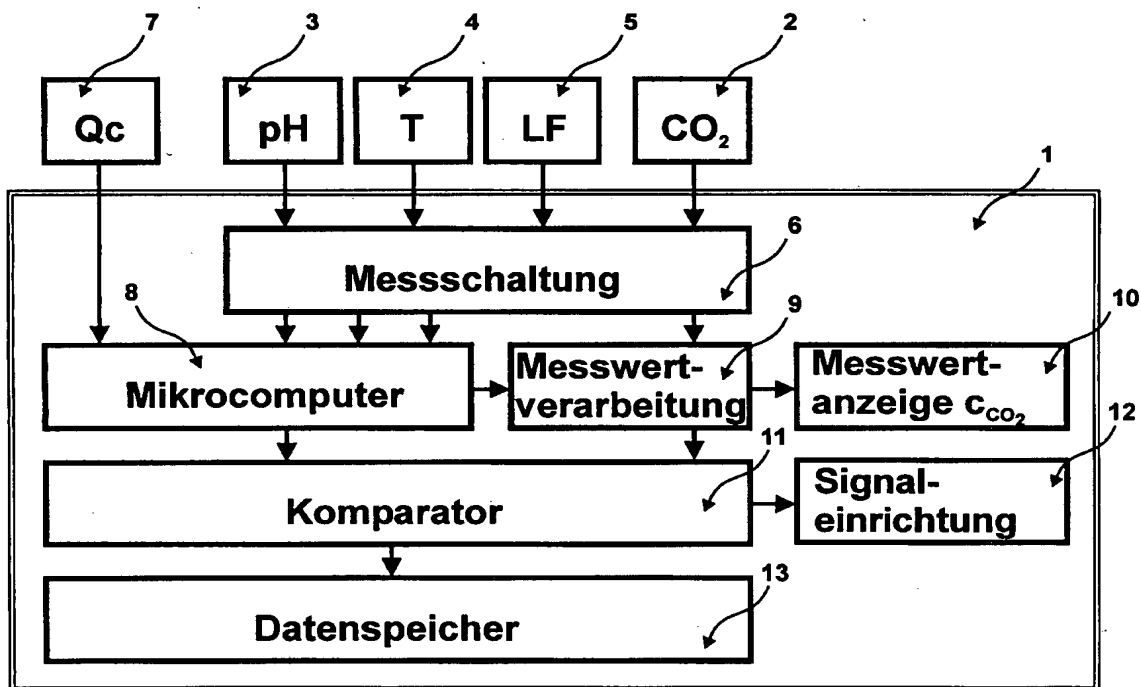 7 3 4 5 2
Qc pH T LF CO₂
1
6
Messschaltung
8 9 10
Mikrocomputer
Messwert-
verarbeitung
Messwert-
anzeige c_CO₂
11 12
Komparator
Signal-
einrichtung
13
Datenspeicher